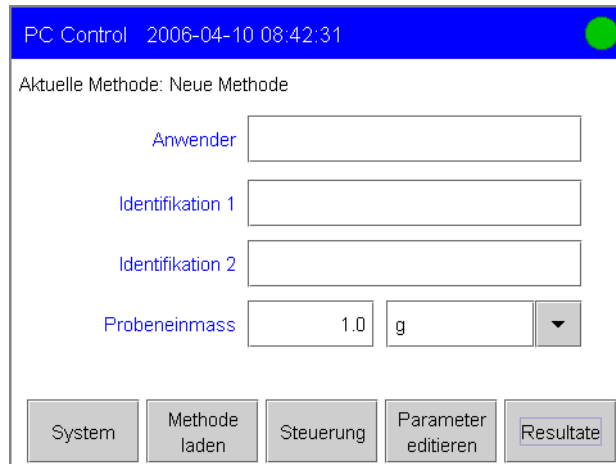 PC Control 2006-04-10 08:42:31
Aktuelle Methode: Neue Methode
Anwender
Identifikation 1
Identifikation 2
Probeneinmass 1.0 g
System
Methode
laden
Steuerung
Parameter
editieren
Resultate